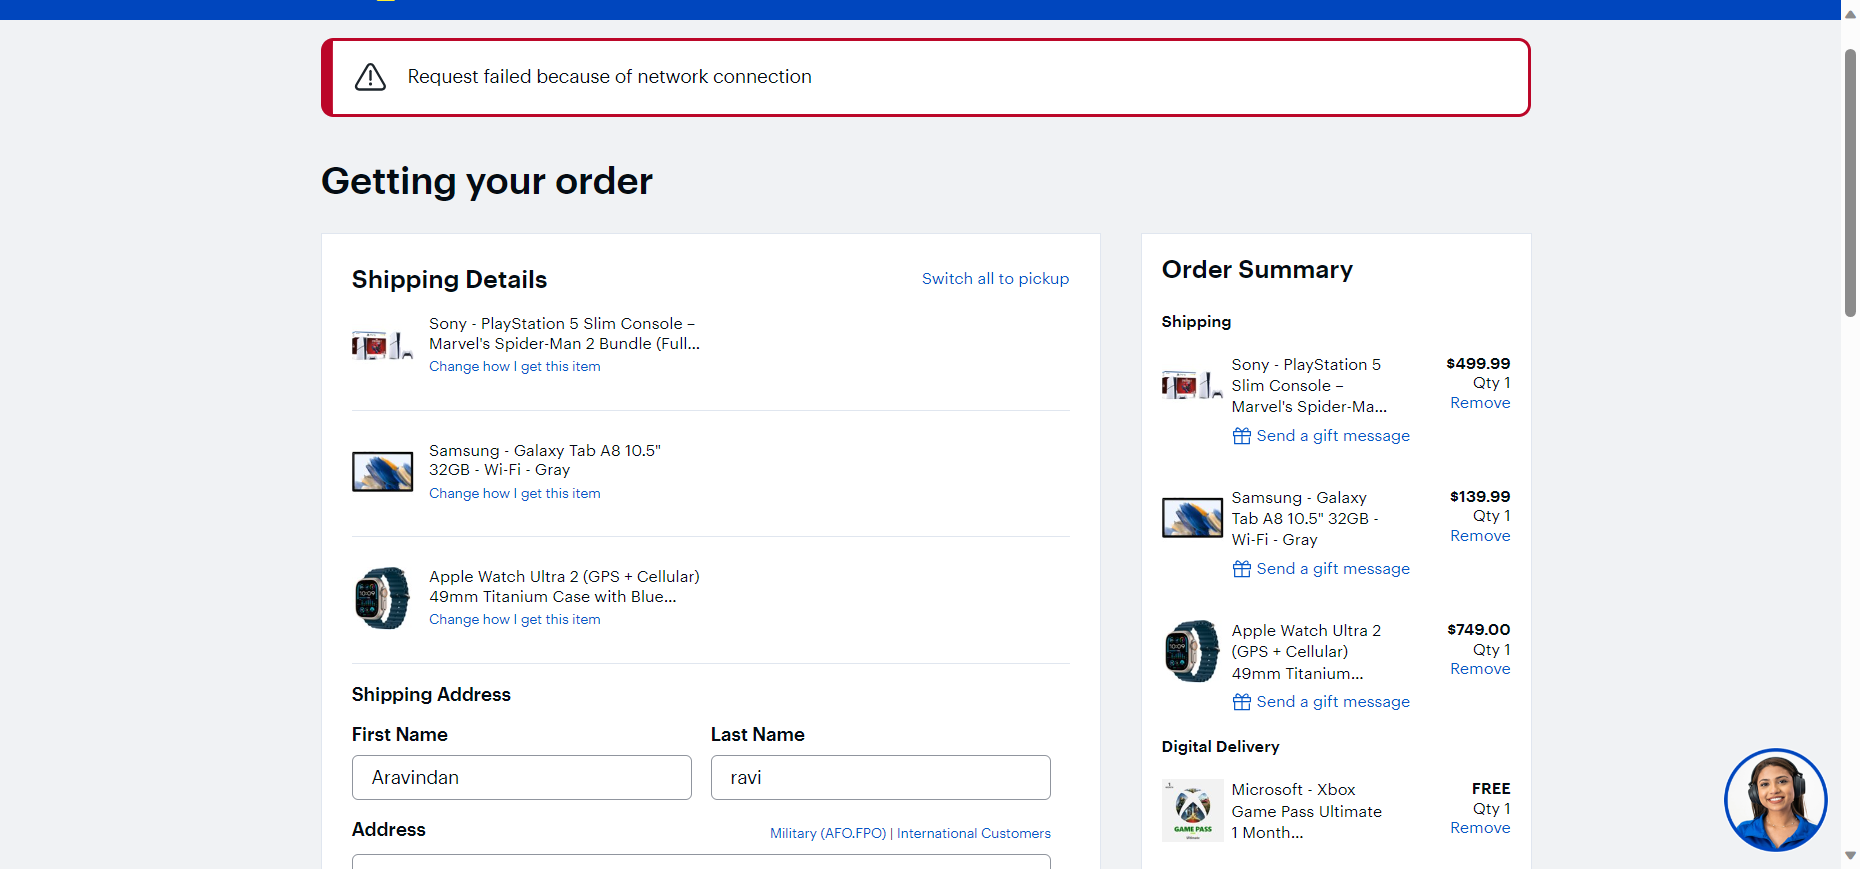 Request failed because of network connection
Getting your order
Shipping Details
Switch all to pickup
Sony - PlayStation 5 Slim Console –
Marvel's Spider-Man 2 Bundle (Full...
Change how I get this item
Samsung - Galaxy Tab A8 10.5"
32GB - Wi-Fi - Gray
Change how I get this item
Apple Watch Ultra 2 (GPS + Cellular)
49mm Titanium Case with Blue...
Change how I get this item
Shipping Address
First Name
Last Name
Aravindan
ravi
Address
Military (AFO.FPO) | International Customers
Order Summary
Shipping
Sony - PlayStation 5
Slim Console –
Marvel's Spider-Ma...
$499.99
Qty 1
Remove
Send a gift message
Samsung - Galaxy
Tab A8 10.5" 32GB -
Wi-Fi - Gray
$139.99
Qty 1
Remove
Send a gift message
Apple Watch Ultra 2
(GPS + Cellular)
49mm Titanium...
$749.00
Qty 1
Remove
Send a gift message
Digital Delivery
GAME PASS
Microsoft - Xbox
Game Pass Ultimate
1 Month...
FREE
Qty 1
Remove